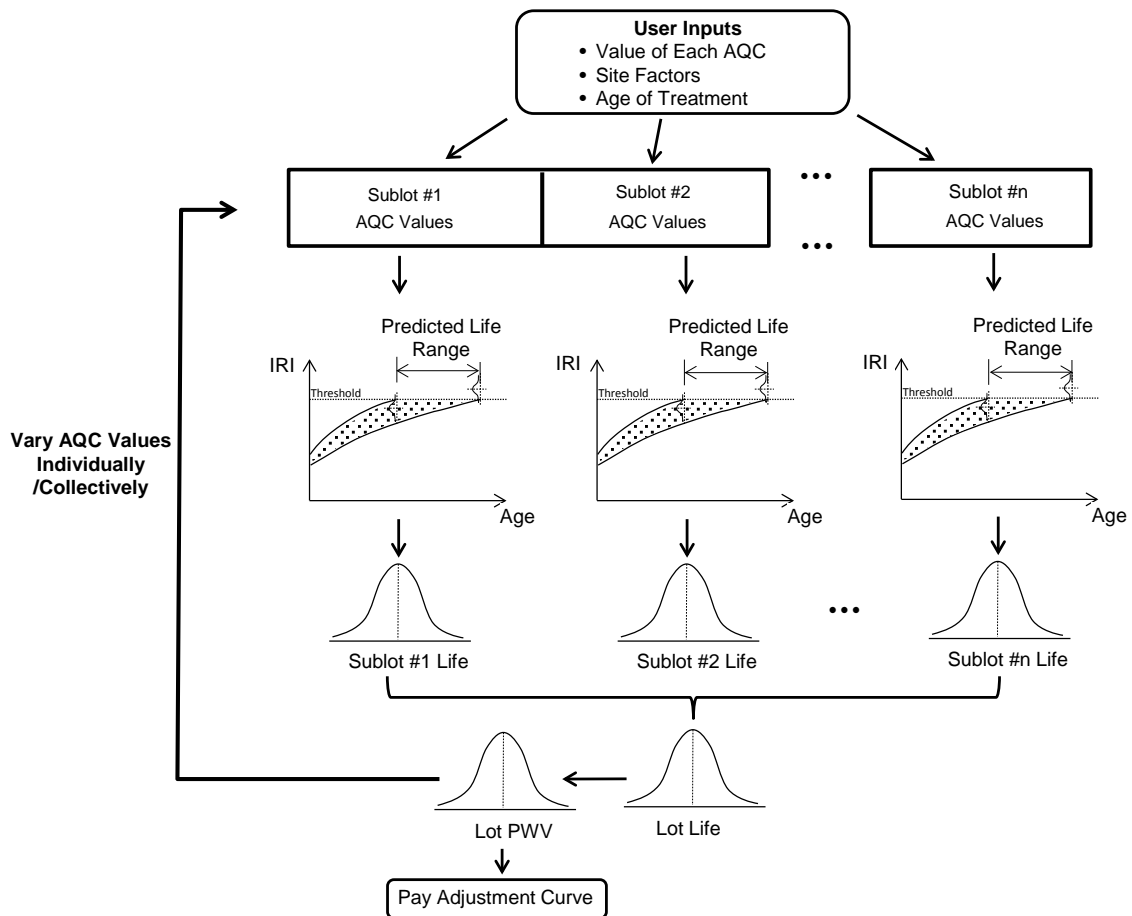 User Inputs
• Value of Each AQC
• Site Factors
• Age of Treatment
Sublot #1
AQC Values
Sublot #2
AQC Values
•••
•••
Sublot #n
AQC Values
Vary AQC Values
Individually
/Collectively
Predicted Life
Range
IRI
Threshold
Age
Predicted Life
Range
IRI
Threshold
Age
Predicted Life
Range
IRI
Threshold
Age
Sublot #1 Life
Sublot #2 Life
•••
Sublot #n Life
Lot PWV
Lot Life
Pay Adjustment Curve